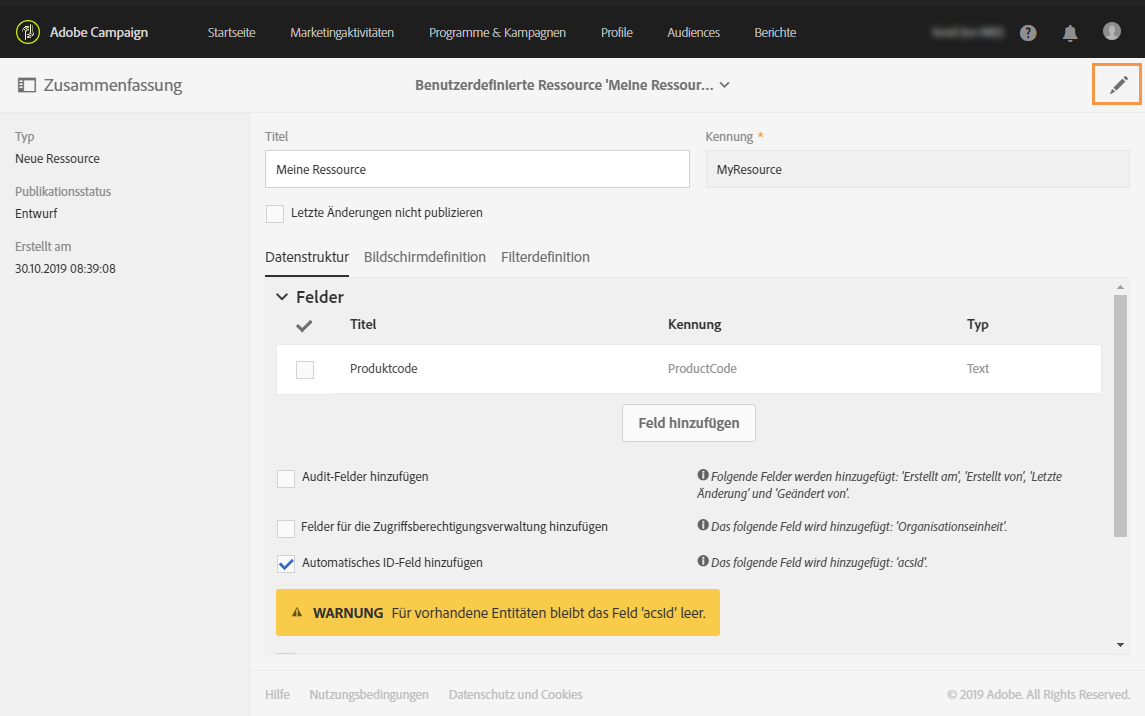 Adobe Campaign Startseite Marketingaktivitäten Programme & Kampagnen Profile Audiences Berichte
Zusammenfassung Benutzerdefinierte Ressource 'Meine Ressour...
Typ
Neue Ressource
Publikationsstatus
Entwurf
Erstellt am
30.10.2019 08:39:08
Titel Kennung *
Meine Ressource MyResource
Letzte Änderungen nicht publizieren
Datenstruktur Bildschirmdefinition Filterdefinition
Felder
Titel Kennung Typ
Produktcode ProductCode Text
Feld hinzufügen
Audit-Felder hinzufügen Folgende Felder werden hinzugefügt: 'Erstellt am', 'Erstellt von', 'Letzte
Änderung' und 'Geändert von'.
Felder für die Zugriffsberechtigungsverwaltung hinzufügen Das folgende Feld wird hinzugefügt: 'Organisationseinheit'.
Automatisches ID-Feld hinzufügen Das folgende Feld wird hinzugefügt: 'acsId'.
WARNUNG Für vorhandene Entitäten bleibt das Feld 'acsId' leer.
Hilfe Nutzungsbedingungen Datenschutz und Cookies © 2019 Adobe. All Rights Reserved.